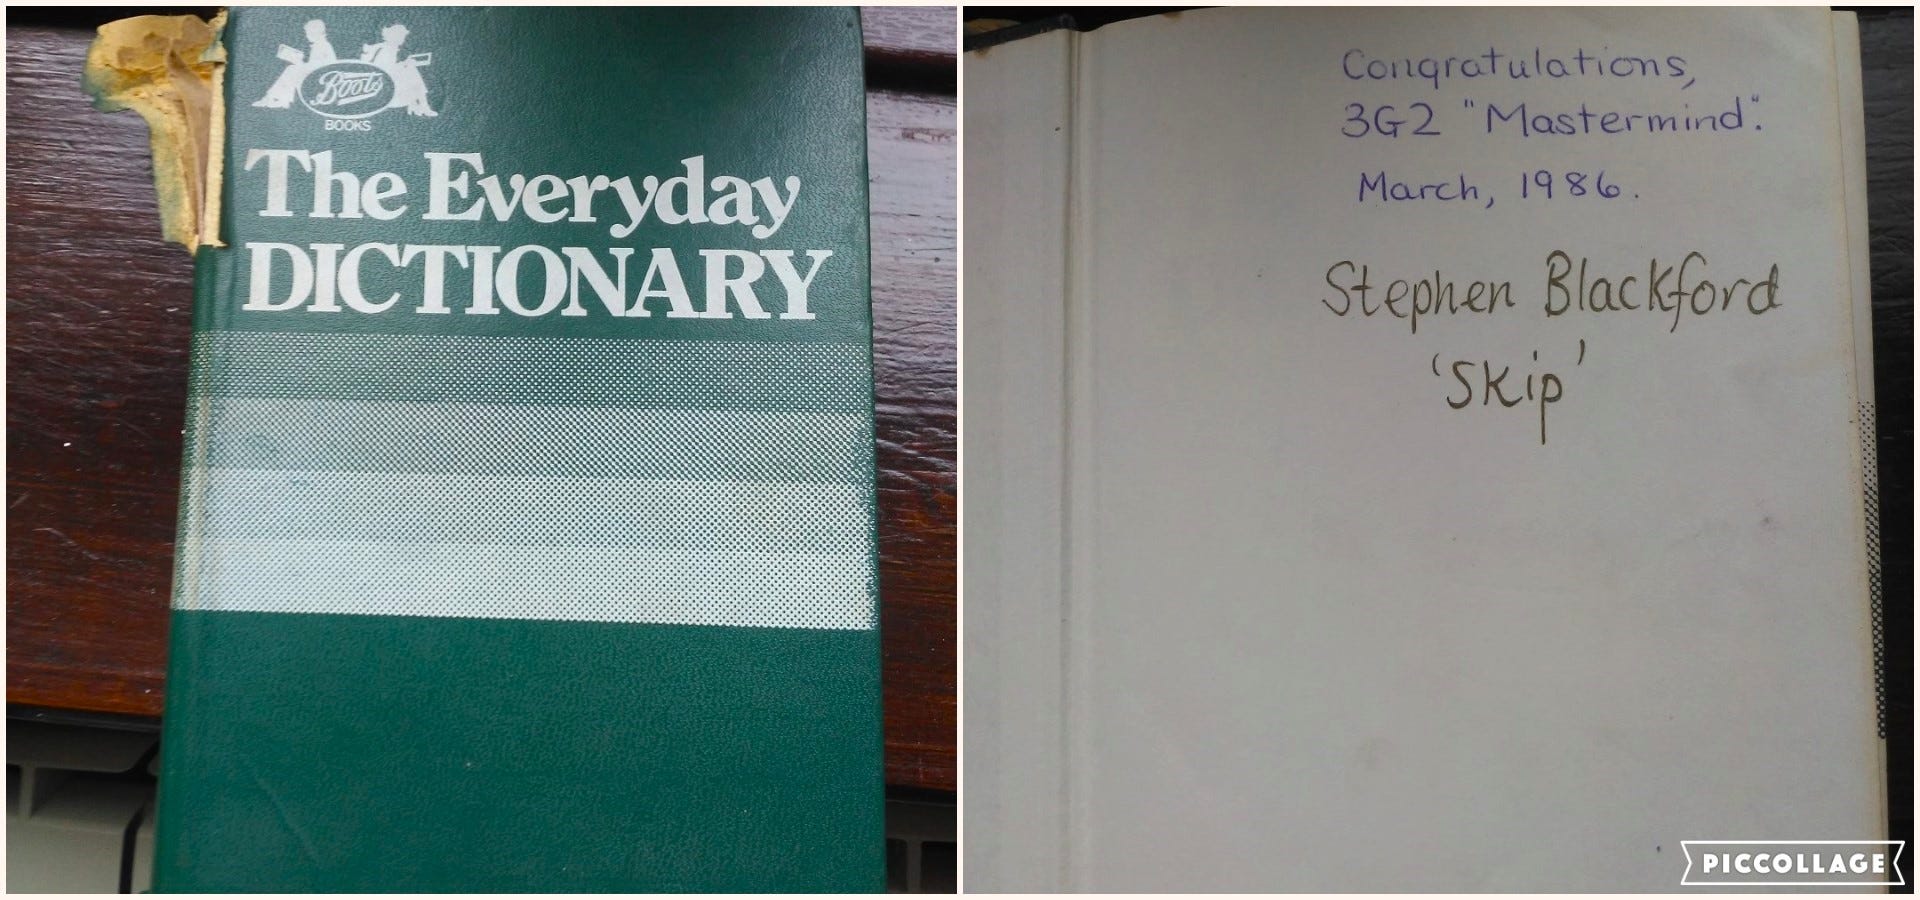 Boots
BOOKS
The Everyday
DICTIONARY
Congratulations,
3G2 "Mastermind".
March, 1986.
Stephen Blackford
'Skip'
PICCOLLAGE